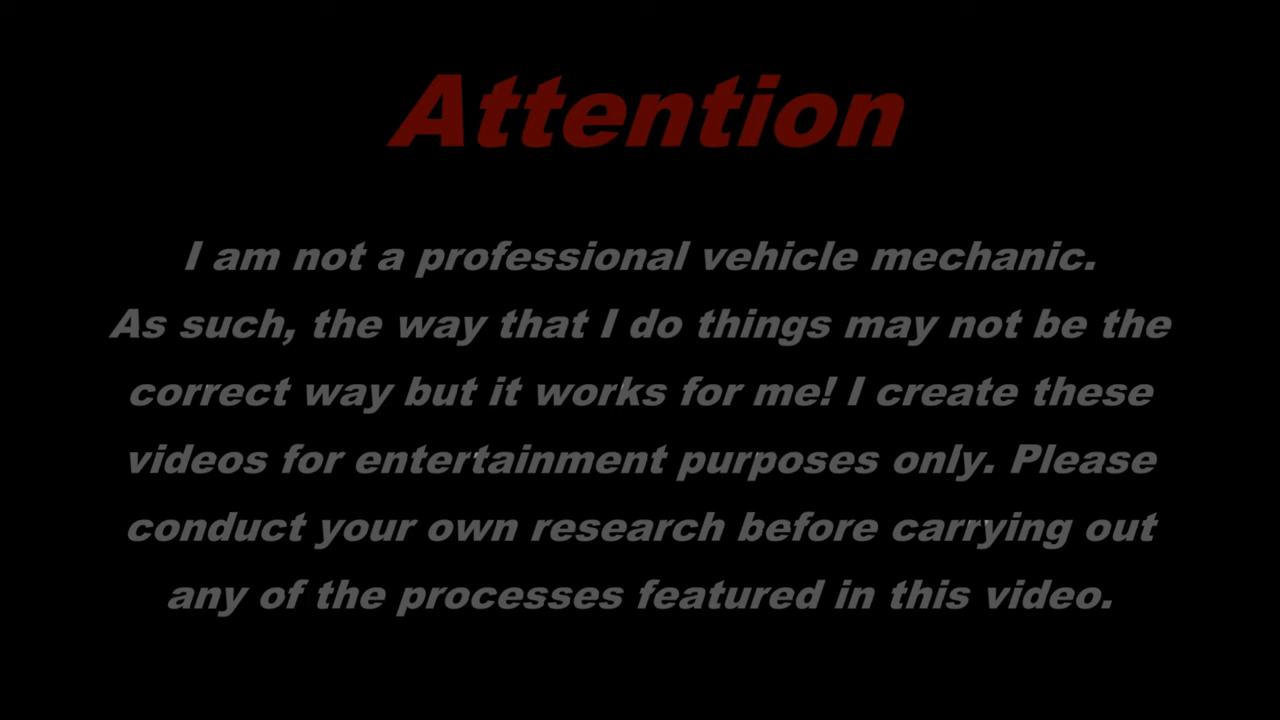 Attention
I am not a professional vehicle mechanic.
As such, the way that I do things may not be the
correct way but it works for me! I create these
videos for entertainment purposes only. Please
conduct your own research before carrying out
any of the processes featured in this video.